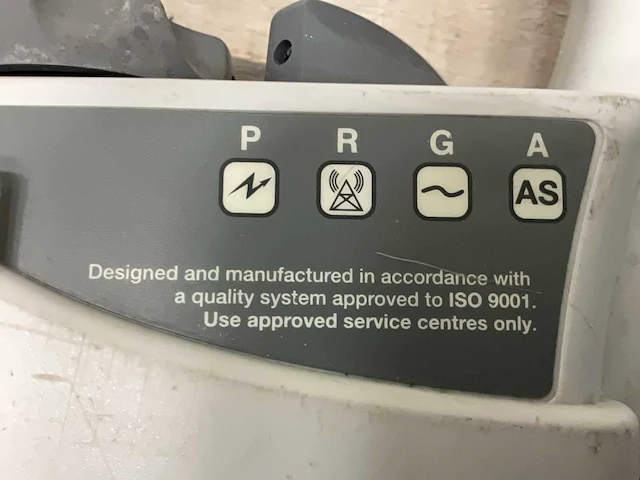 P R G A
AS
Designed and manufactured in accordance with
a quality system approved to ISO 9001.
Use approved service centres only.